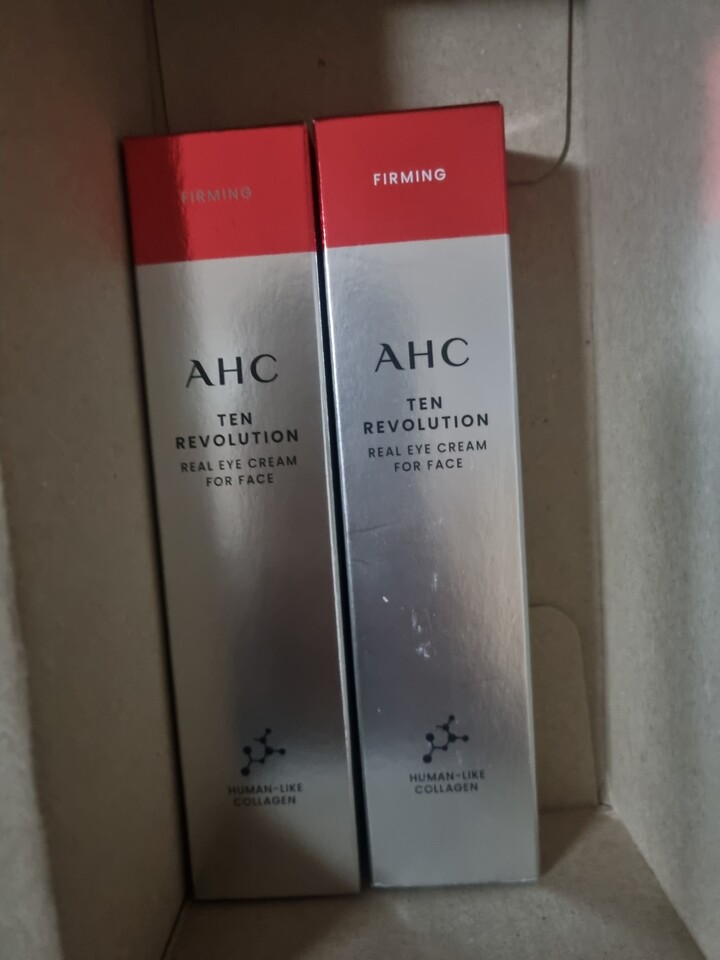 FIRMING
AHC
TEN
REVOLUTION
REAL EYE CREAM
FOR FACE
HUMAN-LIKE
COLLAGEN
FIRMING
AHC
TEN
REVOLUTION
REAL EYE CREAM
FOR FACE
HUMAN-LIKE
COLLAGEN